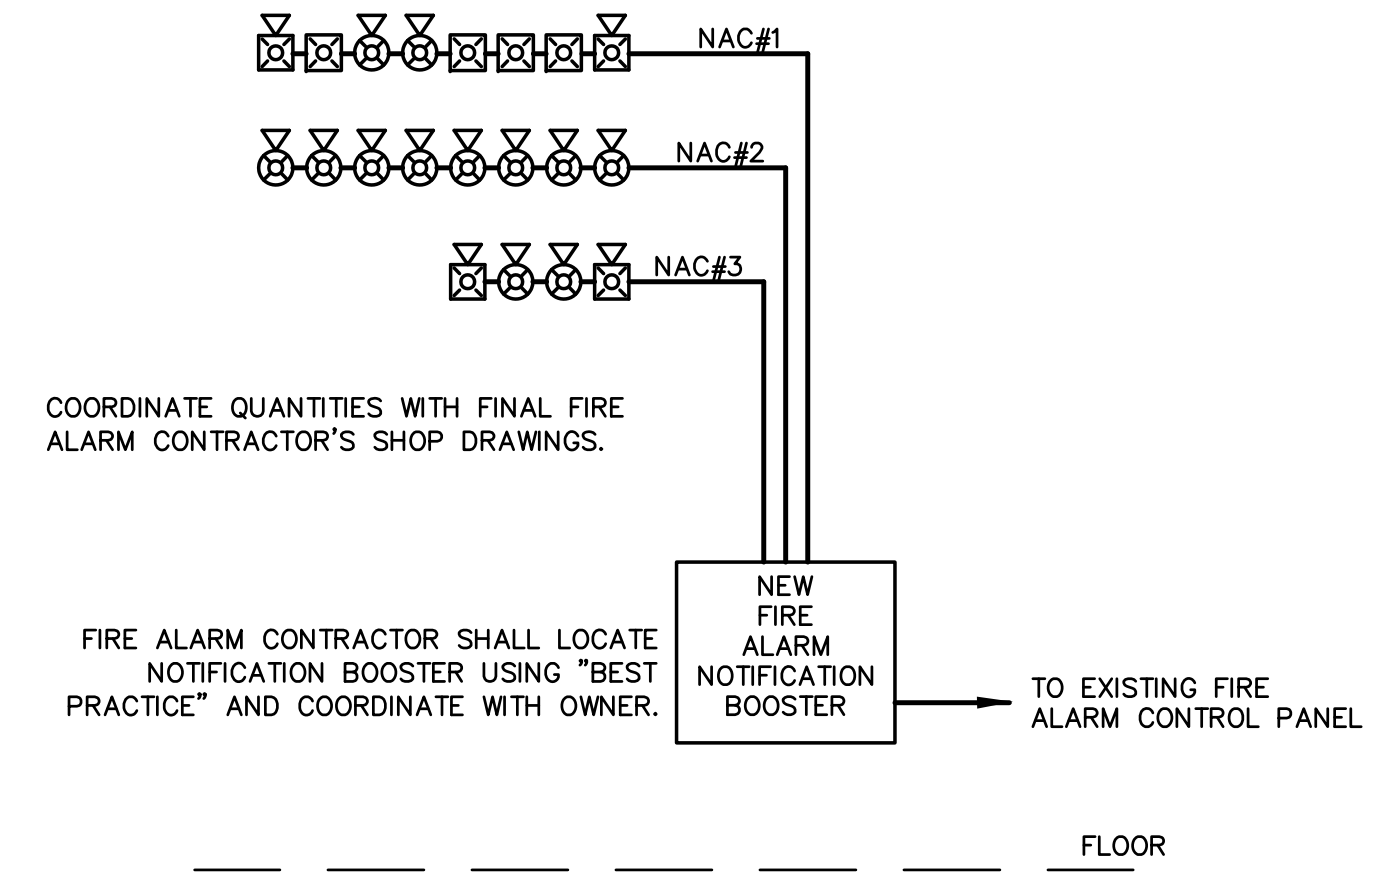 NAC#1
NAC#2
NAC#3
COORDINATE QUANTITIES WITH FINAL FIRE
ALARM CONTRACTOR'S SHOP DRAWINGS.
FIRE ALARM CONTRACTOR SHALL LOCATE
NOTIFICATION BOOSTER USING "BEST
PRACTICE" AND COORDINATE WITH OWNER.
NEW
FIRE
ALARM
NOTIFICATION
BOOSTER
TO EXISTING FIRE
ALARM CONTROL PANEL
FLOOR